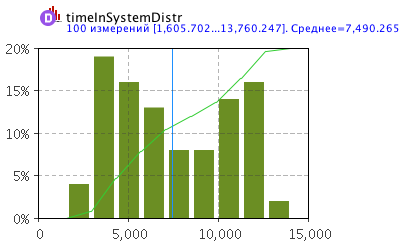 D timeInSystemDistr
100 измерений [1,605.702...13,760.247]. Среднее=7,490.265
20%
15%
10%
5%
0%
0 5,000 10,000 15,000